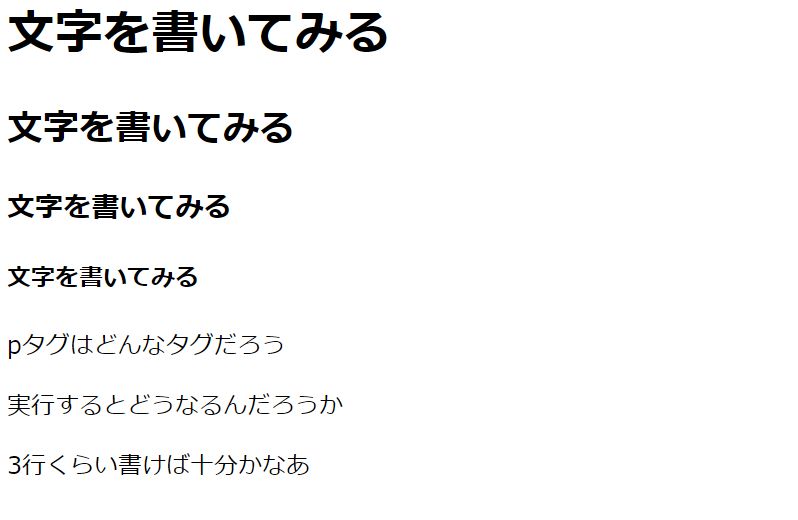 文字を書いてみる
文字を書いてみる
文字を書いてみる
文字を書いてみる
pタグはどんなタグだろう
実行するとどうなるんだろうか
3行くらい書けば十分かなあ